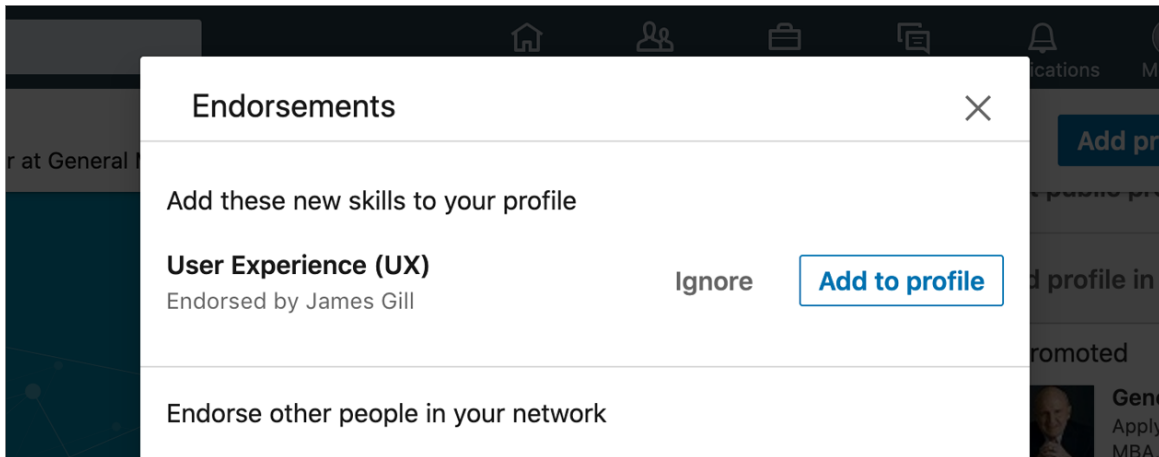 ications
M
r at General
Add pr
Endorsements
Add these new skills to your profile
User Experience (UX)
Endorsed by James Gill
Ignore
Add to profile
Endorse other people in your network
public pr
d profile in
romoted
Gen
Apply
MBA